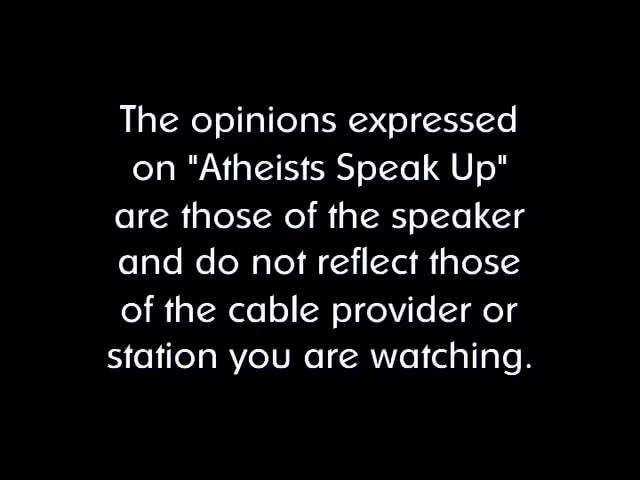 The opinions expressed
on "Atheists Speak Up"
are those of the speaker
and do not reflect those
of the cable provider or
station you are watching.